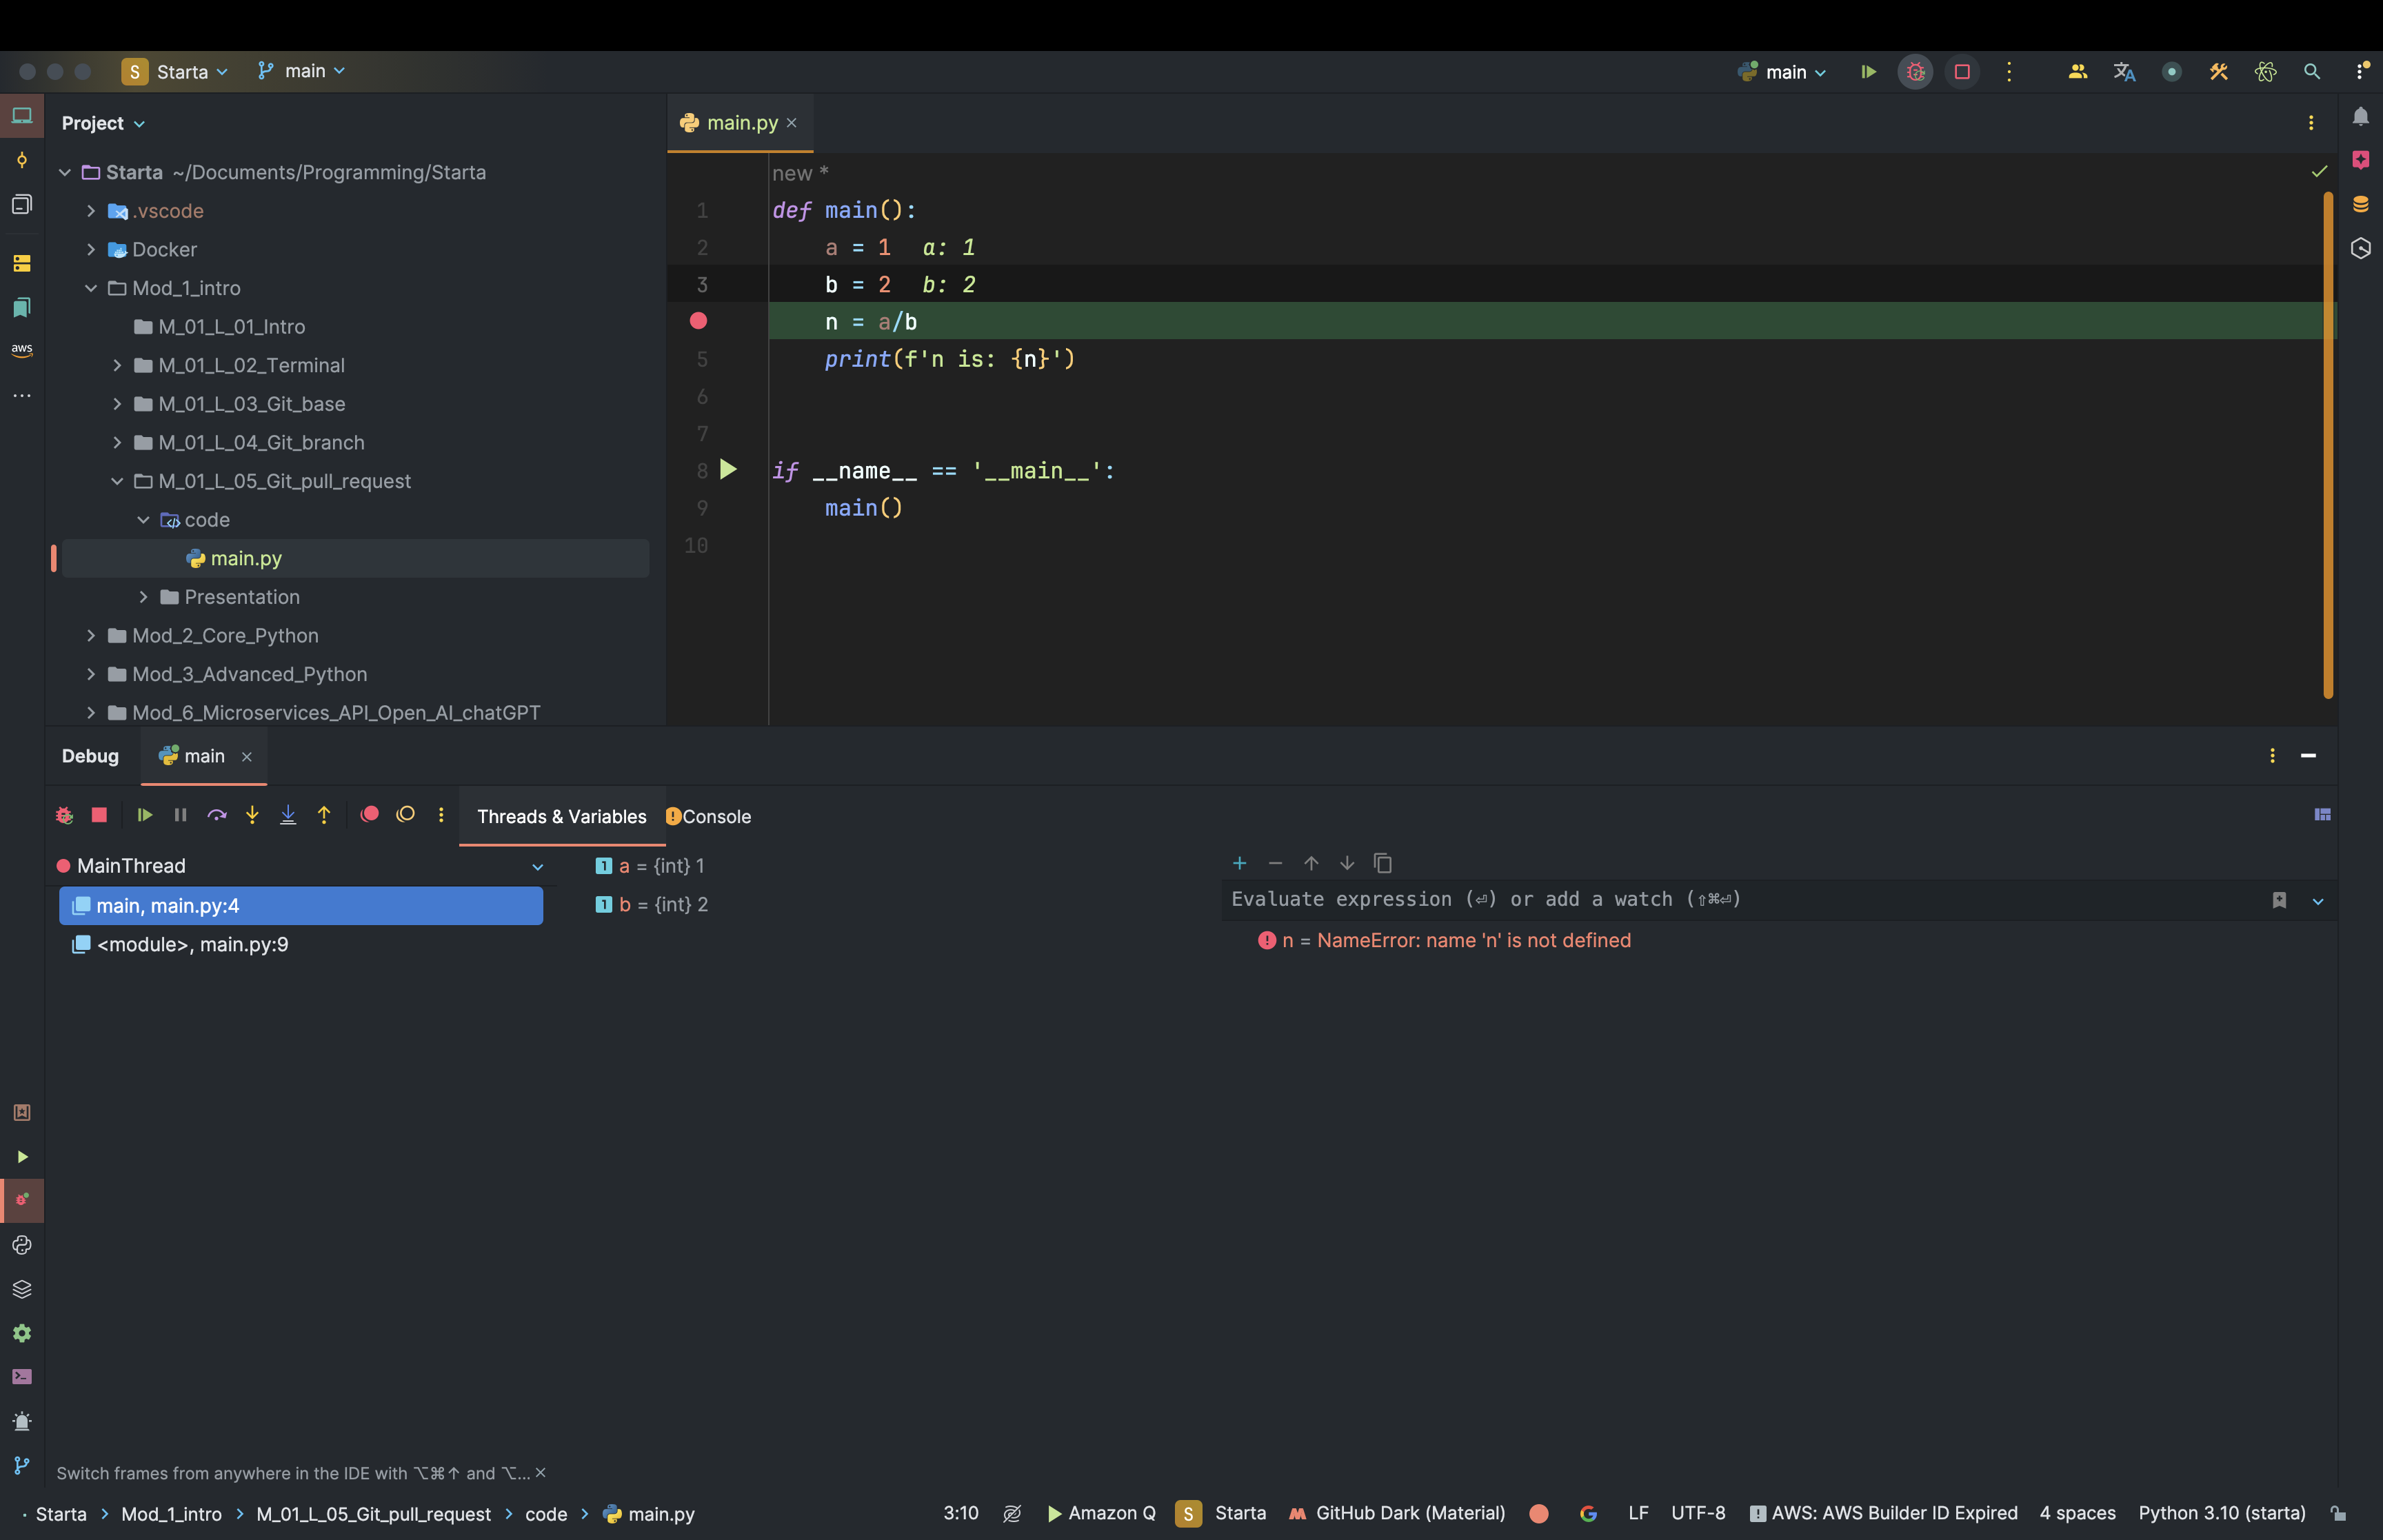 S Starta main
main
Project
main.py
Starta ~/Documents/Programming/Starta
.vscode
Docker
Mod_1_intro
M_01_L_01_Intro
M_01_L_02_Terminal
M_01_L_03_Git_base
M_01_L_04_Git_branch
M_01_L_05_Git_pull_request
code
main.py
Presentation
Mod_2_Core_Python
Mod_3_Advanced_Python
Mod_6_Microservices_API_Open_AI_chatGPT
aws
new *
1 def main():
2 a = 1 a: 1
3 b = 2 b: 2
n = a/b
5 print(f'n is: {n}')
6
7
8 if __name__ == '__main__':
9 main()
10
Debug main
Threads & Variables Console
MainThread
main, main.py:4
<module>, main.py:9
1 a = {int} 1
1 b = {int} 2
Evaluate expression (⏎) or add a watch (⇧⌘⏎)
n = NameError: name 'n' is not defined
Switch frames from anywhere in the IDE with ⌥⌘↑ and ⌥...
Starta > Mod_1_intro > M_01_L_05_Git_pull_request > code > main.py
3:10 Amazon Q S Starta GitHub Dark (Material) G LF UTF-8 AWS: AWS Builder ID Expired 4 spaces Python 3.10 (starta)